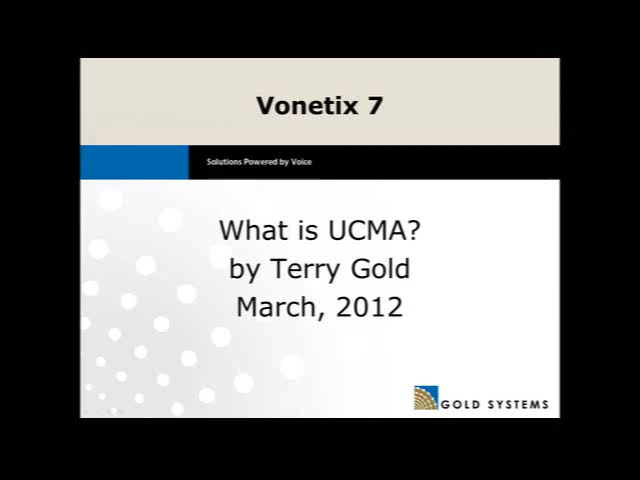 Vonetix 7
Solutions Powered by Voice
What is UCMA?
by Terry Gold
March, 2012
GOLD SYSTEMS